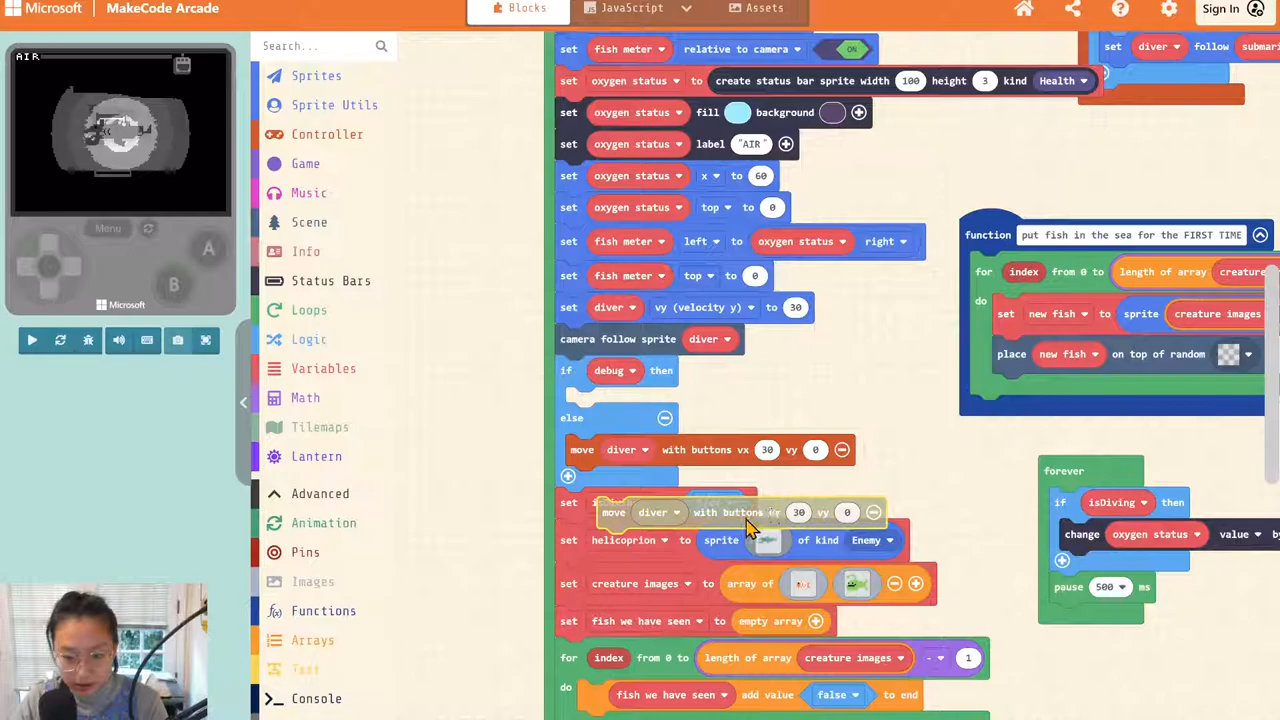 Microsoft MakeCode Arcade Blocks JavaScript Assets Sign In
AIR
Menu
A
B
Microsoft
Search...
Sprites
Sprite Utils
Controller
Game
Music
Scene
Info
Status Bars
Loops
Logic
Variables
Math
Tilemaps
Lantern
Advanced
Animation
Pins
Images
Functions
Arrays
Text
Console
set fish meter relative to camera ON
set oxygen status to create status bar sprite width 100 height 3 kind Health
set oxygen status fill background
set oxygen status label "AIR"
set oxygen status x to 60
set oxygen status top to 0
set fish meter left to oxygen status right
set fish meter top to 0
set diver vy (velocity y) to 30
camera follow sprite diver
if debug then
else
move diver with buttons vx 30 vy 0
set
move diver with buttons 30 vy 0
set helicoprion to sprite of kind Enemy
set creature images to array of
set fish we have seen to empty array
for index from 0 to length of array creature images - 1
do fish we have seen add value false to end
set diver follow
function put fish in the sea for the FIRST TIME
for index from 0 to length of array
do set new fish to sprite creature images
place new fish on top of random
forever
if isDiving then
change oxygen status value
pause 500 ms